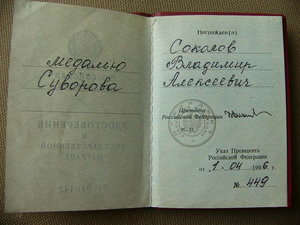 медалью
Суворова
Награжден(а)
Соколов
Владимир
Алексеевич
Президент
Российской Федерации
М. П.
Указ Президента
Российской Федерации
от 1.04 1996 г.
№ 449